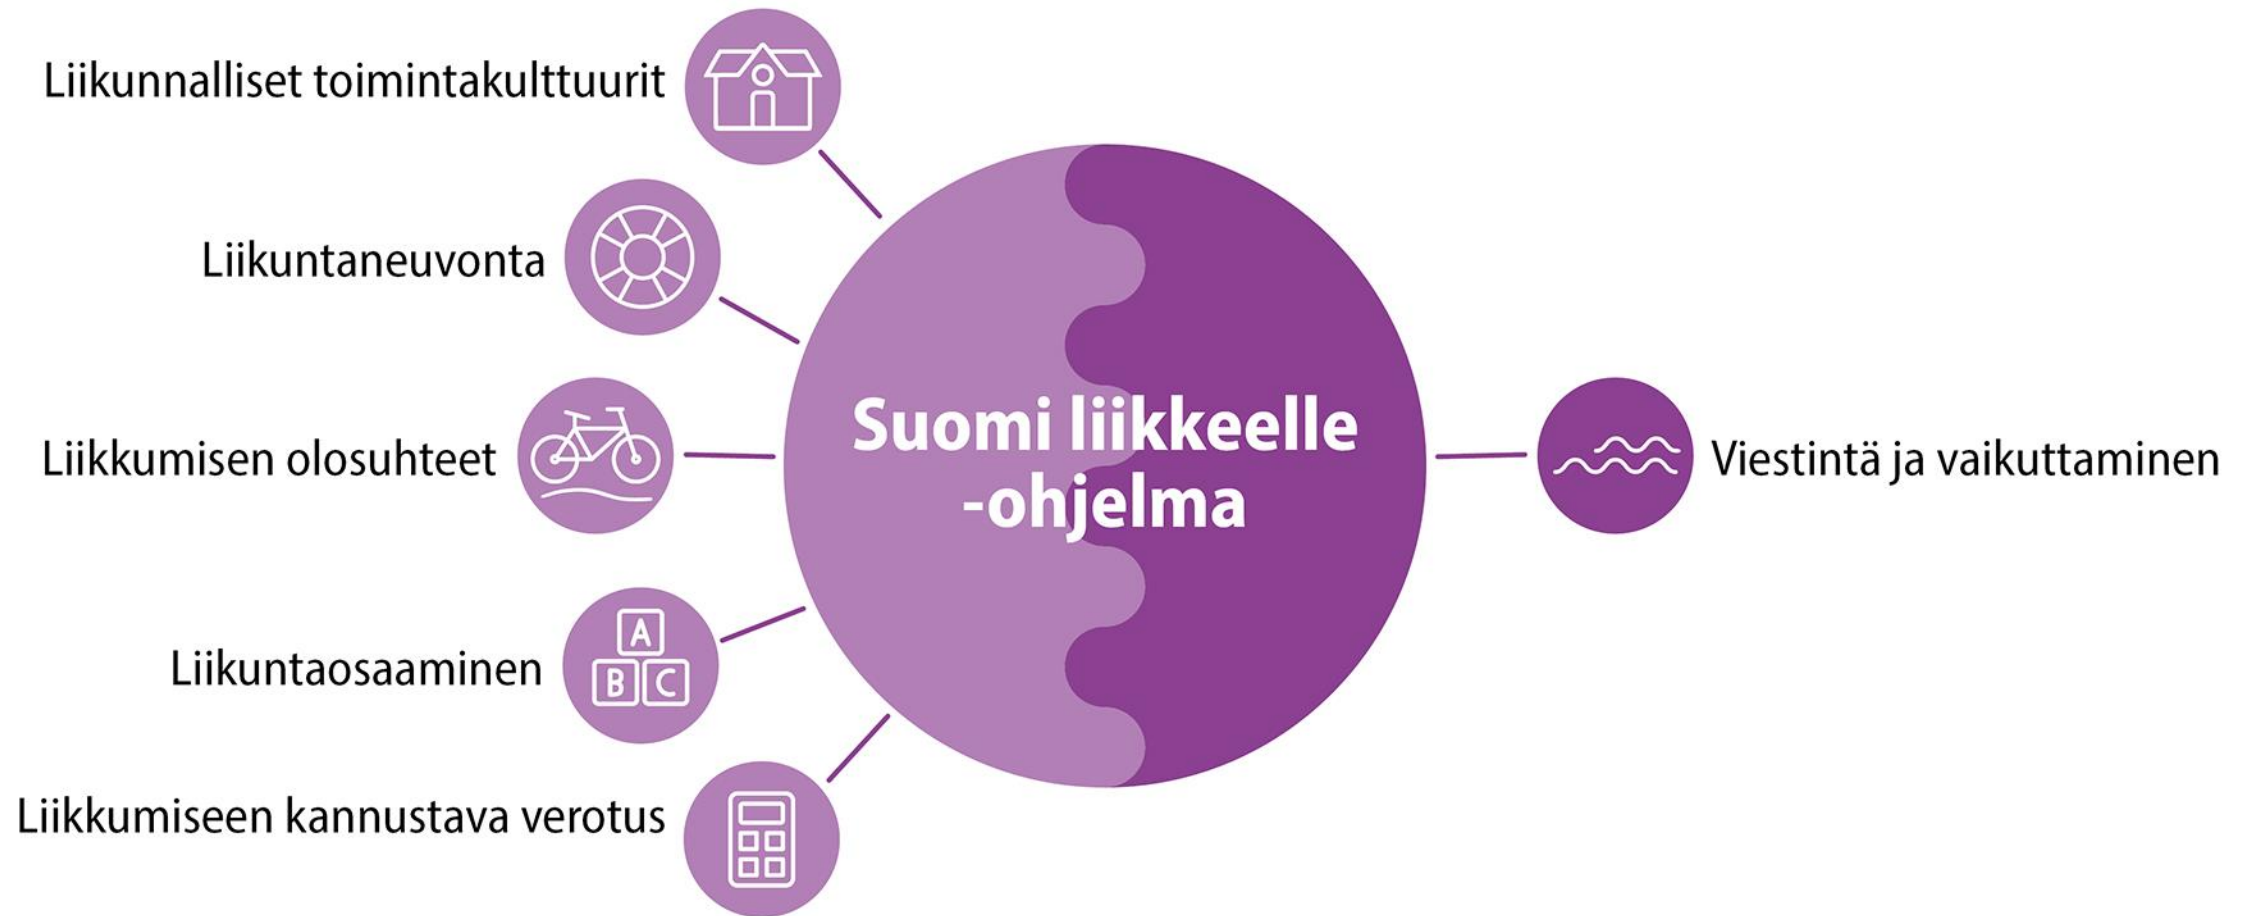 Liikunnalliset toimintakulttuurit
Liikuntaneuvonta
Liikkumisen olosuhteet
A
B C
Liikuntaosaaminen
Liikkumiseen kannustava verotus
Suomi liikkeelle
-ohjelma
Viestintä ja vaikuttaminen